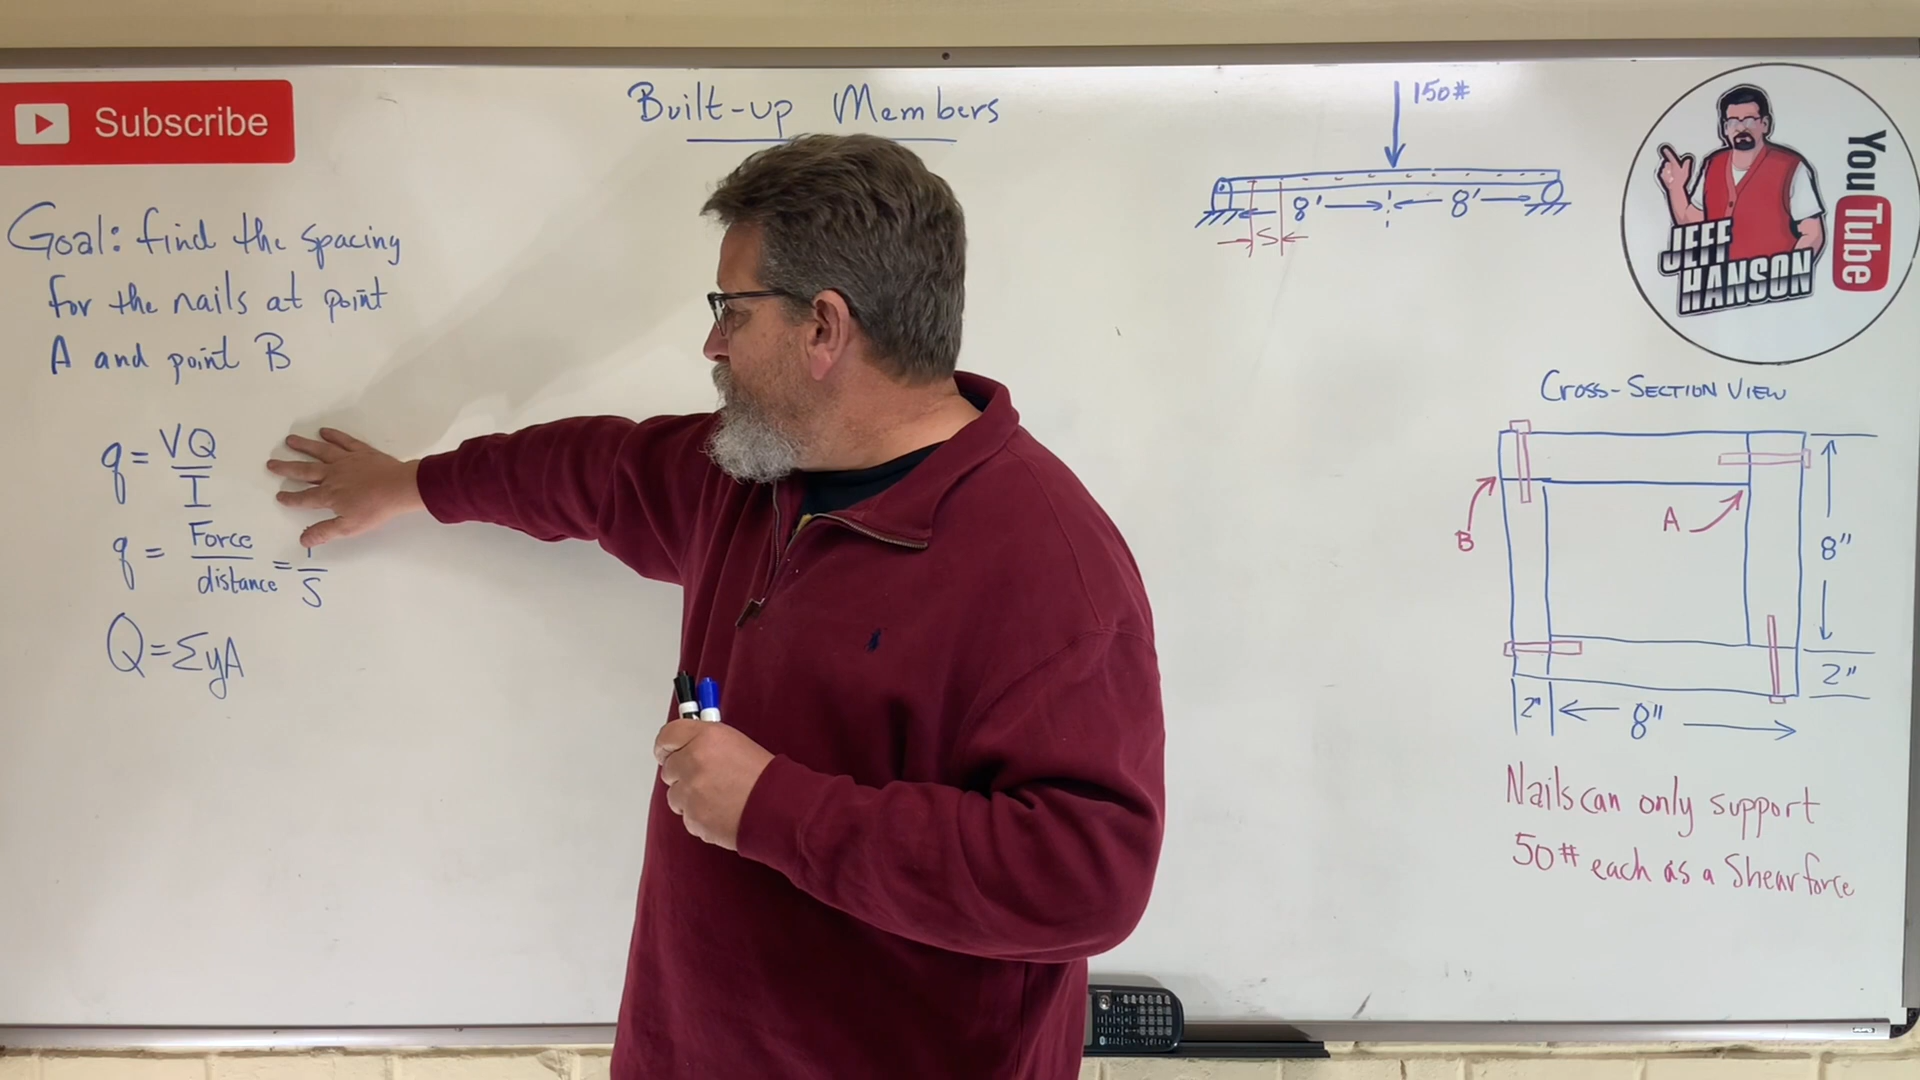 Subscribe
Built-up Members
150#
8'
8'
S
Goal: find the spacing
for the nails at point
A and point B
q = VQ
I
q = Force
distance
=
S
Q = ΣyA
JEFF
HANSON
YouTube
Cross-Section View
B
A
8"
2"
2"
8"
Nails can only support
50# each as a Shear force